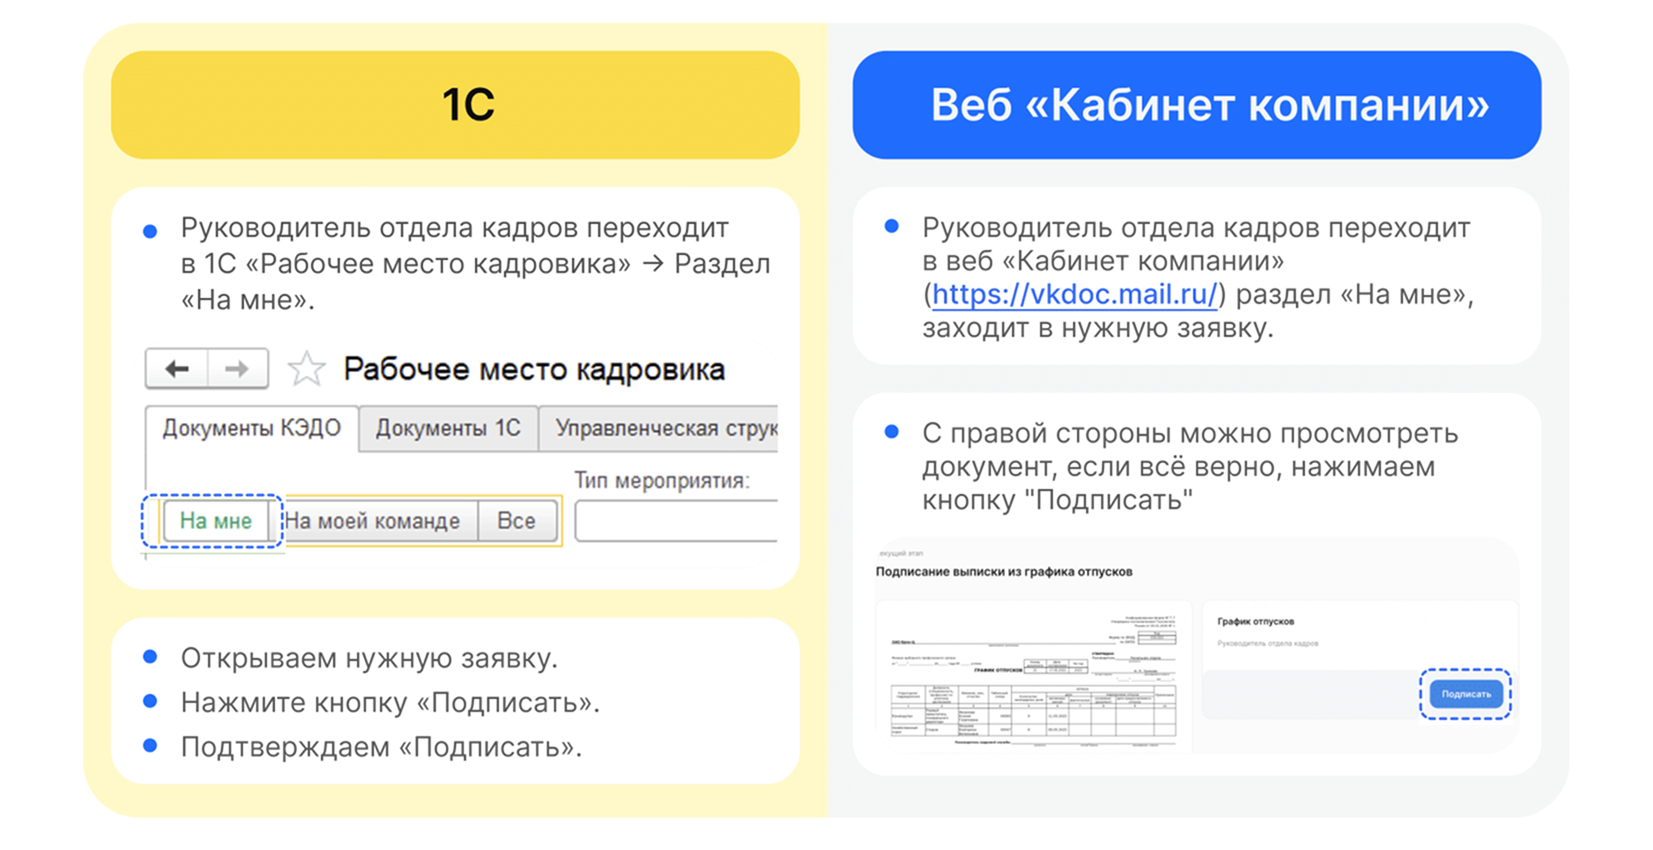 1С
Руководитель отдела кадров переходит
в 1С «Рабочее место кадровика» → Раздел
«На мне».
Рабочее место кадровика
Документы КЭДО
Документы 1С
Управленческая струк
Тип мероприятия:
На мне
На моей команде
Все
Открываем нужную заявку.
Нажмите кнопку «Подписать».
Подтверждаем «Подписать».
Веб «Кабинет компании»
Руководитель отдела кадров переходит
в веб «Кабинет компании»
(https://vkdoc.mail.ru/) раздел «На мне»,
заходит в нужную заявку.
С правой стороны можно просмотреть
документ, если всё верно, нажимаем
кнопку "Подписать"
екущий этап
Подписание выписки из графика отпусков
ГРАФИК ОТПУСКОВ
График отпусков
Руководитель отдела кадров
Подписать